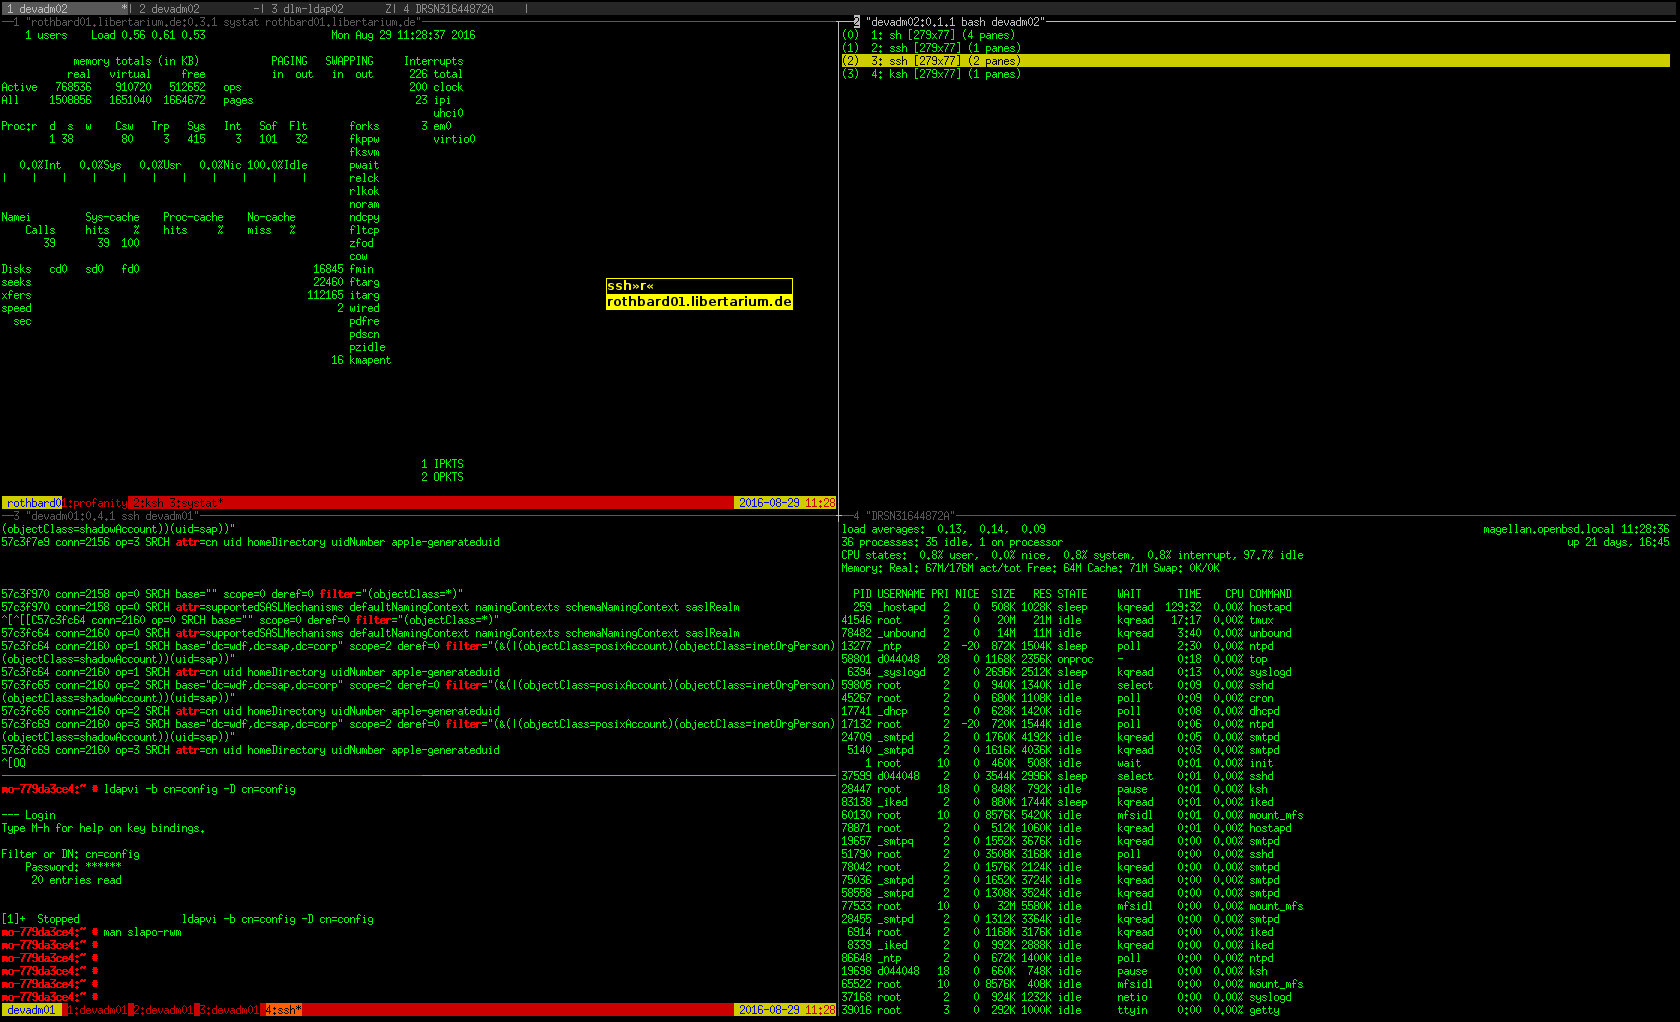 1 devadm02         *| 2 devadm02         -| 3 dlm-ldap02       Z| 4 DRSN31644872A     |
1 "rothbard01.libertarium.de:0.3.1 systat rothbard01.libertarium.de"
1 users    Load 0.56 0.61 0.53                     Mon Aug 29 11:28:37 2016
memory totals (in KB)            PAGING   SWAPPING     Interrupts
real   virtual     free           in  out   in  out      226 total
Active   768536    910720   512652   ops                            200 clock
All     1508856   1651040  1664672   pages                           23 ipi
uhci0
Proc:r  d  s  w    Csw   Trp   Sys   Int   Sof  Flt       forks       3 em0
1 38        80     3   415     3   101   32       fkppw         virtio0
fksvm
0.0%Int   0.0%Sys   0.0%Usr   0.0%Nic 100.0%Idle       pwait
|    |    |    |    |    |    |    |    |    |    |       relck
rlkok
noram
Namei         Sys-cache    Proc-cache    No-cache         ndcpy
Calls     hits    %    hits     %    miss   %         fltcp
39       39  100                                 zfod
cow
Disks   cd0   sd0   fd0                             16845 fmin
seeks                                               22460 ftarg
xfers                                              112165 itarg
speed                                                   2 wired
sec                                                     pdfre
pdscn
pzidle
16 kmapent
1 IPKTS
2 OPKTS
ssh»r«
rothbard01.libertarium.de
rothbard0 1:profanity 2:ksh 3:systat* 2016-08-29 11:28
2 "devadm02:0.1.1 bash devadm02"
(0)  1: sh [279x77] (4 panes)
(1)  2: ssh [279x77] (1 panes)
(2)  3: ssh [279x77] (2 panes)
(3)  4: ksh [279x77] (1 panes)
3 "devadm01:0.4.1 ssh devadm01"
(objectClass=shadowAccount))(uid=sap))"
57c3f7e9 conn=2156 op=3 SRCH attr=cn uid homeDirectory uidNumber apple-generateduid
57c3f970 conn=2158 op=0 SRCH base="" scope=0 deref=0 filter="(objectClass=*)"
57c3f970 conn=2158 op=0 SRCH attr=supportedSASLMechanisms defaultNamingContext namingContexts schemaNamingContext saslRealm
^[^[[C57c3fc64 conn=2160 op=0 SRCH base="" scope=0 deref=0 filter="(objectClass=*)"
57c3fc64 conn=2160 op=0 SRCH attr=supportedSASLMechanisms defaultNamingContext namingContexts schemaNamingContext saslRealm
57c3fc64 conn=2160 op=1 SRCH base="dc=wdf,dc=sap,dc=corp" scope=2 deref=0 filter="(&(|(objectClass=posixAccount)(objectClass=inetOrgPerson)
(objectClass=shadowAccount))(uid=sap))"
57c3fc64 conn=2160 op=1 SRCH attr=cn uid homeDirectory uidNumber apple-generateduid
57c3fc65 conn=2160 op=2 SRCH base="dc=wdf,dc=sap,dc=corp" scope=2 deref=0 filter="(&(|(objectClass=posixAccount)(objectClass=inetOrgPerson)
(objectClass=shadowAccount))(uid=sap))"
57c3fc65 conn=2160 op=2 SRCH attr=cn uid homeDirectory uidNumber apple-generateduid
57c3fc69 conn=2160 op=3 SRCH base="dc=wdf,dc=sap,dc=corp" scope=2 deref=0 filter="(&(|(objectClass=posixAccount)(objectClass=inetOrgPerson)
(objectClass=shadowAccount))(uid=sap))"
57c3fc69 conn=2160 op=3 SRCH attr=cn uid homeDirectory uidNumber apple-generateduid
^[OQ
mo-779da3ce4:~ # ldapvi -b cn=config -D cn=config
--- Login
Type M-h for help on key bindings.
Filter or DN: cn=config
Password: ******
20 entries read
[1]+  Stopped                 ldapvi -b cn=config -D cn=config
mo-779da3ce4:~ # man slapo-rwm
mo-779da3ce4:~ #
mo-779da3ce4:~ #
mo-779da3ce4:~ #
mo-779da3ce4:~ #
mo-779da3ce4:~ #
devadm01 1:devadm01 2:devadm01 3:devadm01 4:ssh* 2016-08-29 11:28
4 "DRSN31644872A"
load averages:  0.13,  0.14,  0.09 magellan.openbsd.local 11:28:36
36 processes: 35 idle, 1 on processor up 21 days, 16:45
CPU states:  0.8% user,  0.0% nice,  0.8% system,  0.8% interrupt, 97.7% idle
Memory: Real: 67M/176M act/tot Free: 64M Cache: 71M Swap: 0K/0K
PID USERNAME PRI NICE  SIZE   RES STATE     WAIT      TIME    CPU COMMAND
259 _hostapd   2    0  508K 1028K sleep     kqread  129:32  0.00% hostapd
41546 root       2    0   20M   21M idle      kqread   17:17  0.00% tmux
78482 _unbound   2    0   14M   11M idle      kqread    3:40  0.00% unbound
13277 _ntp       2  -20  872K 1504K sleep     poll      2:30  0.00% ntpd
58801 d044048   28    0 1168K 2356K onproc    -         0:18  0.00% top
6394 _syslogd   2    0 2696K 2512K sleep     kqread    0:13  0.00% syslogd
59805 root       2    0  940K 1340K idle      select    0:09  0.00% sshd
45267 root       2    0  680K 1108K idle      poll      0:09  0.00% cron
17741 _dhcp      2    0  628K 1420K idle      poll      0:08  0.00% dhcpd
17132 root       2  -20  720K 1544K idle      poll      0:06  0.00% ntpd
24709 _smtpd     2    0 1760K 4192K idle      kqread    0:05  0.00% smtpd
5140 _smtpd     2    0 1616K 4036K idle      kqread    0:03  0.00% smtpd
1 root      10    0  460K  508K idle      wait      0:01  0.00% init
37599 d044048    2    0 3544K 2996K sleep     select    0:01  0.00% sshd
28447 root      18    0  848K  792K idle      pause     0:01  0.00% ksh
83138 _iked      2    0  880K 1744K sleep     kqread    0:01  0.00% iked
60130 root      10    0 8576K 5420K idle      mfsidl    0:01  0.00% mount_mfs
78871 root       2    0  512K 1060K idle      kqread    0:01  0.00% hostapd
19657 _smtpq     2    0 1552K 3676K idle      kqread    0:00  0.00% smtpd
51790 root       2    0 3508K 3168K idle      poll      0:00  0.00% sshd
78042 root       2    0 1576K 2124K idle      kqread    0:00  0.00% smtpd
75036 _smtpd     2    0 1652K 3724K idle      kqread    0:00  0.00% smtpd
58558 _smtpd     2    0 1308K 3524K idle      kqread    0:00  0.00% smtpd
77533 root      10    0   32M 5580K idle      mfsidl    0:00  0.00% mount_mfs
28455 _smtpd     2    0 1312K 3364K idle      kqread    0:00  0.00% smtpd
6914 root       2    0 1168K 3176K idle      kqread    0:00  0.00% iked
8339 _iked      2    0  992K 2888K idle      kqread    0:00  0.00% iked
86648 _ntp       2    0  672K 1400K idle      poll      0:00  0.00% ntpd
19698 d044048   18    0  660K  748K idle      pause     0:00  0.00% ksh
65522 root      10    0 8576K  408K idle      mfsidl    0:00  0.00% mount_mfs
37168 root       2    0  924K 1232K idle      netio     0:00  0.00% syslogd
39016 root       3    0  292K 1000K idle      ttyin     0:00  0.00% getty